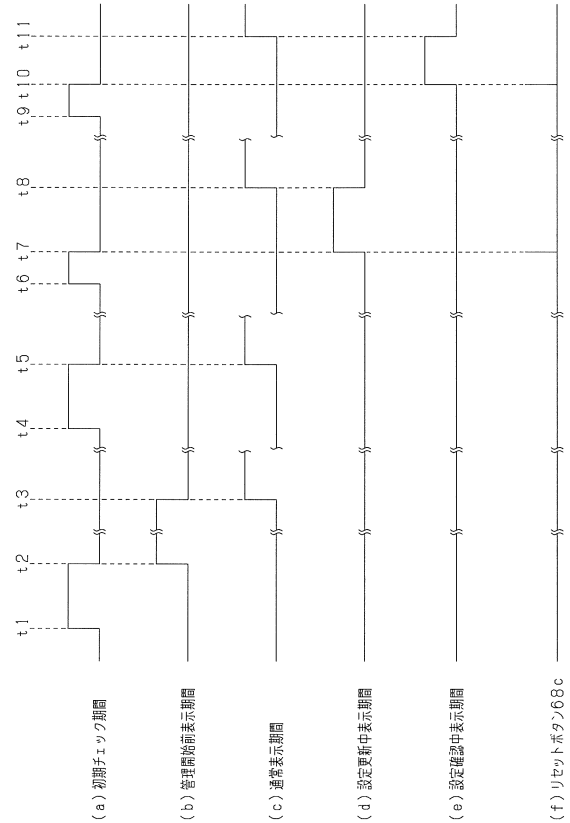 t1 t2 t3 t4 t5 t6 t7 t8 t9 t10 t11
(a) 初期チェック期間
(b) 管理開始前表示期間
(c) 通常表示期間
(d) 設定更新中表示期間
(e) 設定確認中表示期間
(f) リセットボタン68c